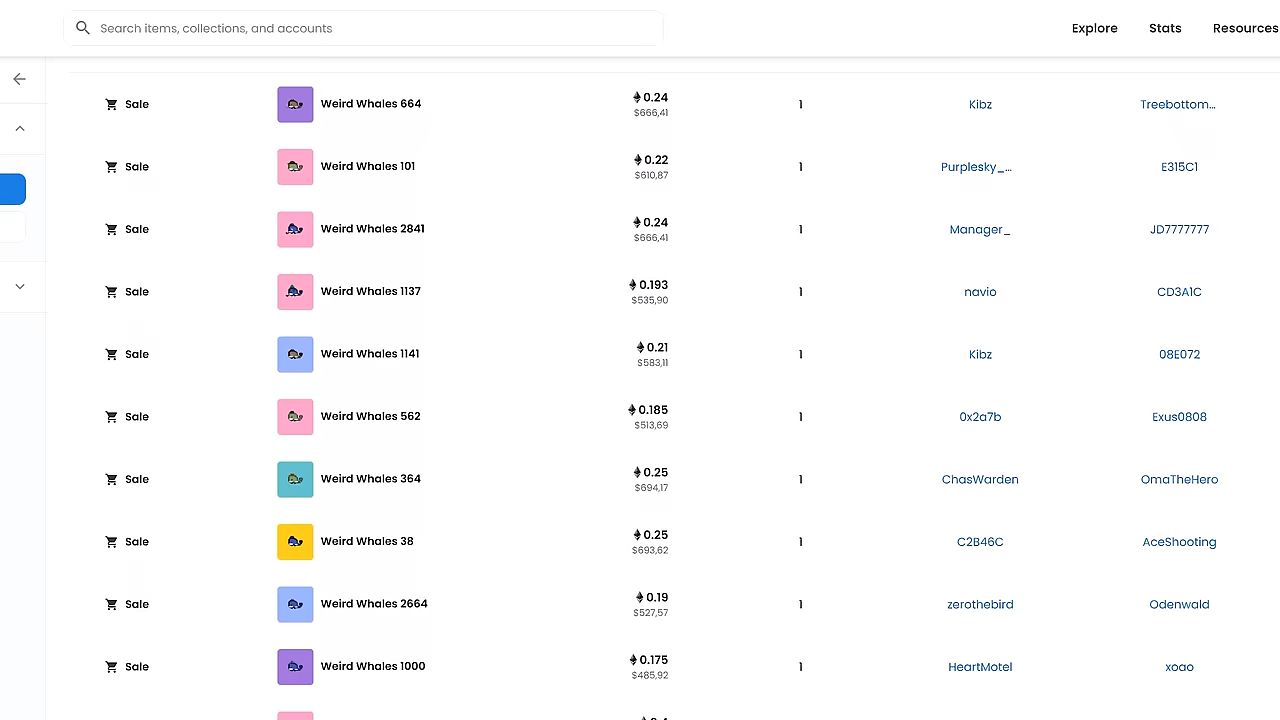 Search items, collections, and accounts
Explore Stats Resources
Sale Weird Whales 664 0.24 1 Kibz Treebottom...
$666,41
Sale Weird Whales 101 0.22 1 Purplesky_... E315C1
$610,87
Sale Weird Whales 2841 0.24 1 Manager_ JD7777777
$666,41
Sale Weird Whales 1137 0.193 1 navio CD3A1C
$535,90
Sale Weird Whales 1141 0.21 1 Kibz 08E072
$583,11
Sale Weird Whales 562 0.185 1 0x2a7b Exus0808
$513,69
Sale Weird Whales 364 0.25 1 ChasWarden OmaTheHero
$694,17
Sale Weird Whales 38 0.25 1 C2B46C AceShooting
$693,62
Sale Weird Whales 2664 0.19 1 zerothebird Odenwald
$527,57
Sale Weird Whales 1000 0.175 1 HeartMotel xoao
$485,92